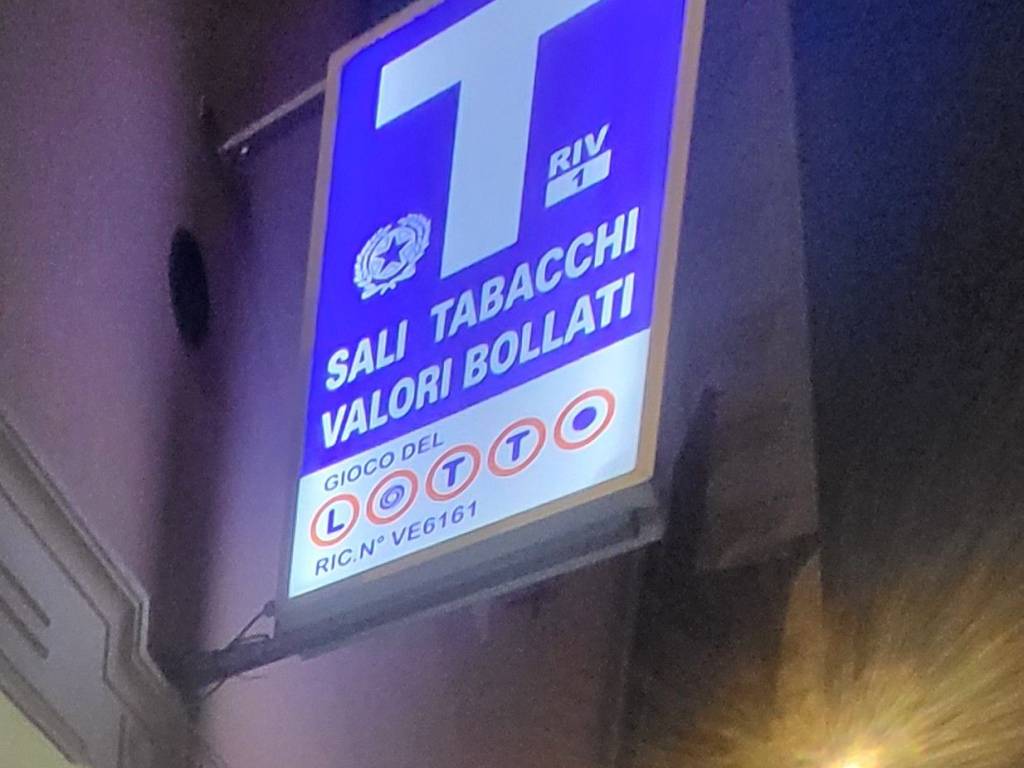 T
RIV
1
SALI TABACCHI
VALORI BOLLATI
GIOCO DEL
LOTTO
RIC.N° VE6161